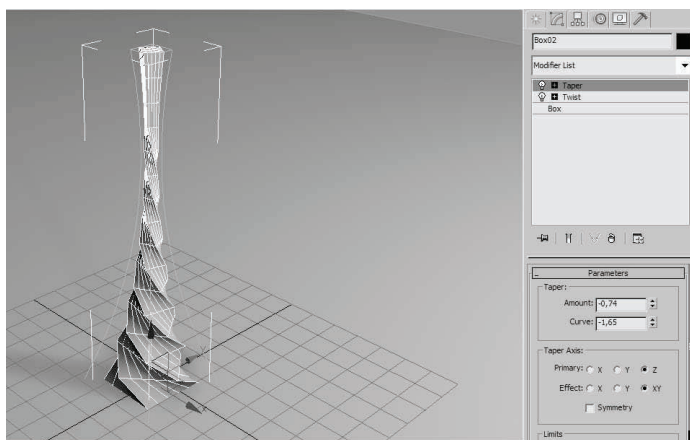 Box02
Modifier List
Taper
Twist
Box
Parameters
Taper:
Amount: -0,74
Curve: -1,65
Taper Axis:
Primary: X Y Z
Effect: X Y XY
Symmetry
Limits